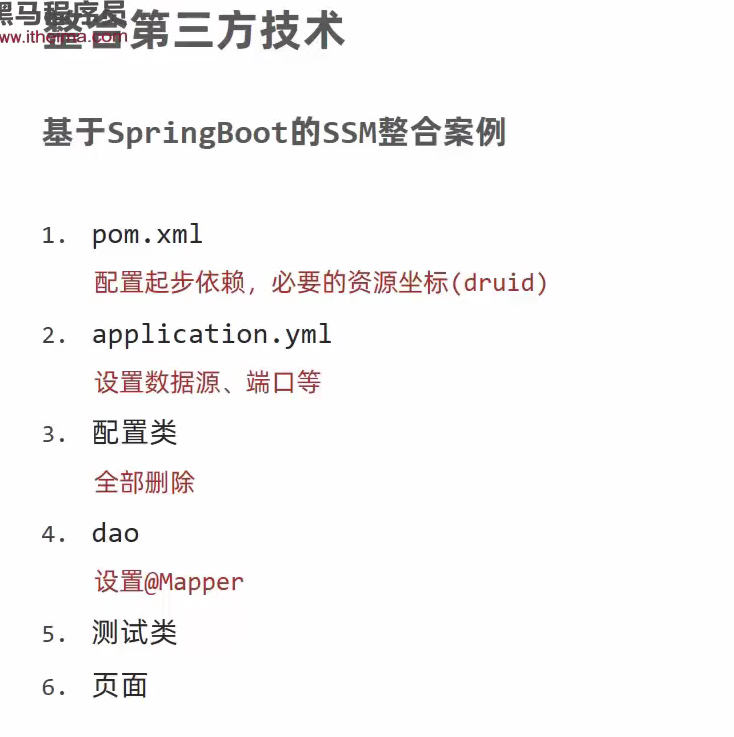 黑马程序员
www.itheima.com
整合第三方技术
基于SpringBoot的SSM整合案例
1. pom.xml
配置起步依赖，必要的资源坐标(druid)
2. application.yml
设置数据源、端口等
3. 配置类
全部删除
4. dao
设置@Mapper
5. 测试类
6. 页面